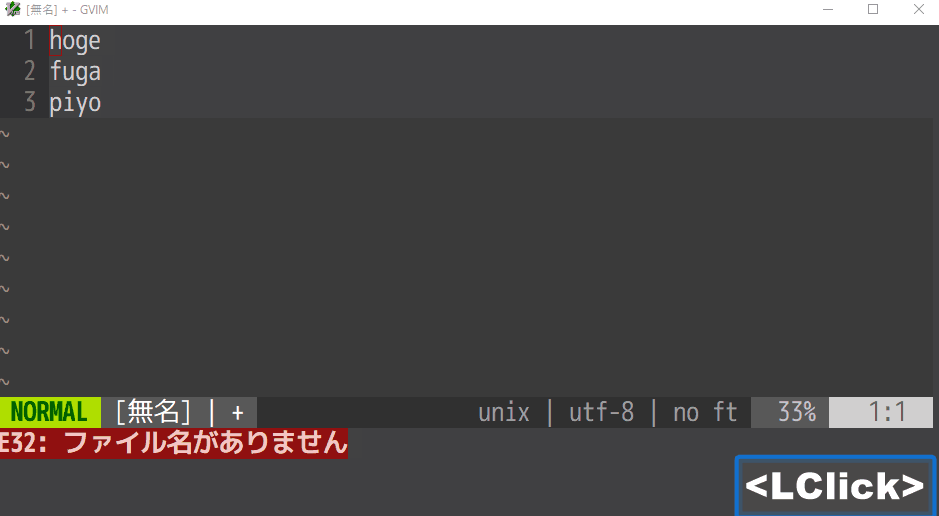 [無名] + - GVIM
1 hoge
2 fuga
3 piyo
~
~
~
~
~
~
~
~
~
NORMAL [無名] | + unix | utf-8 | no ft 33% 1:1
E32: ファイル名がありません
<LClick>